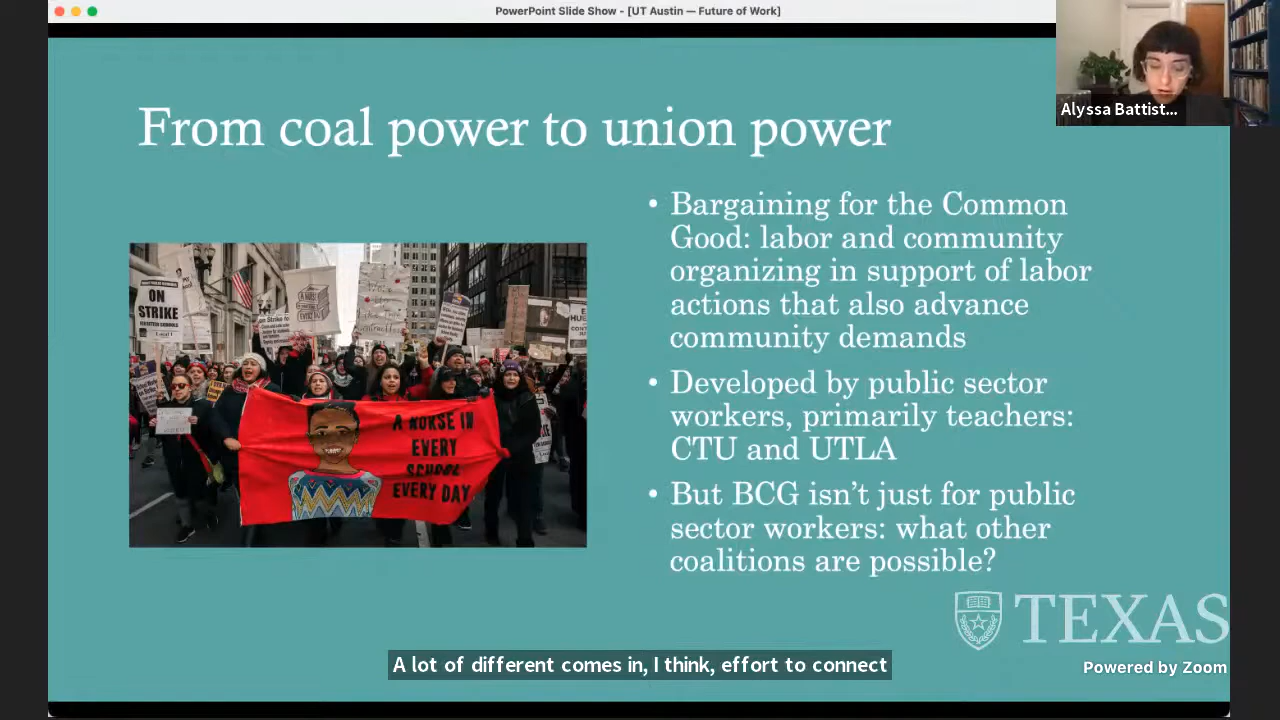 PowerPoint Slide Show - [UT Austin — Future of Work]
Alyssa Battist...
From coal power to union power
• Bargaining for the Common
Good: labor and community
organizing in support of labor
actions that also advance
community demands
• Developed by public sector
workers, primarily teachers:
CTU and UTLA
• But BCG isn't just for public
sector workers: what other
coalitions are possible?
ON
STRIKE
A NURSE IN
EVERY
SCHOOL
EVERY DAY
TEXAS
Powered by Zoom
A lot of different comes in, I think, effort to connect